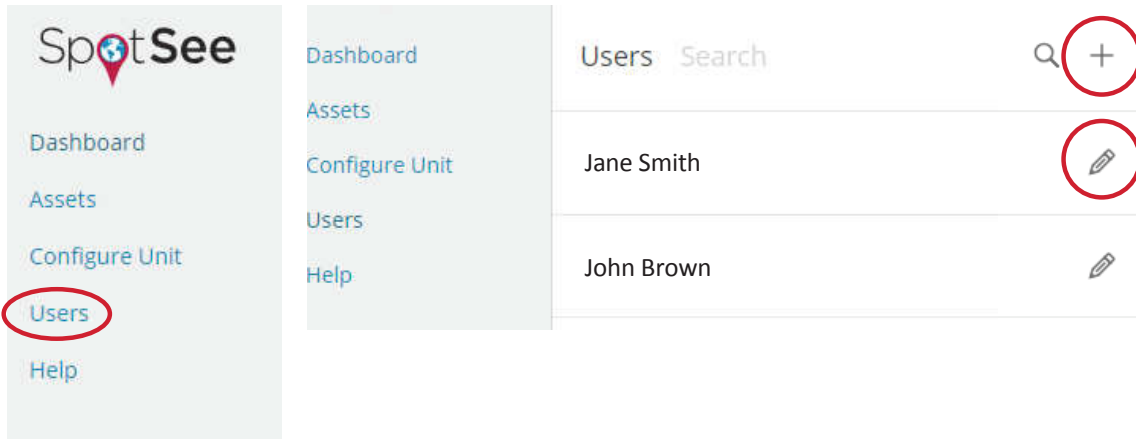 SpotSee
Dashboard
Assets
Configure Unit
Users
Help
Dashboard
Assets
Configure Unit
Users
Help
Users Search
Jane Smith
John Brown